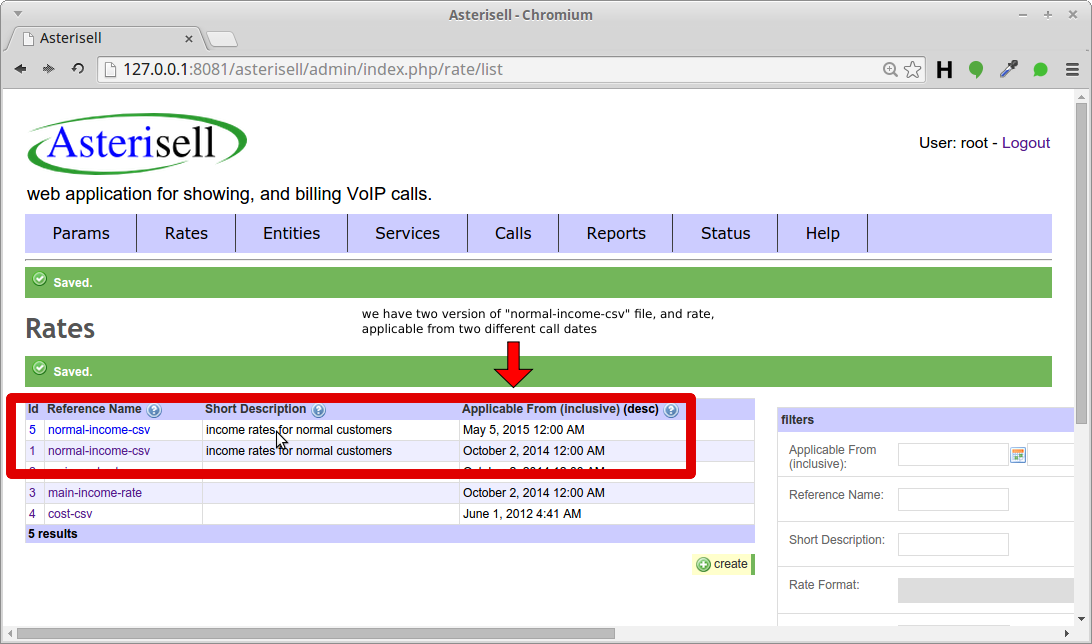 Asterisell - Chromium
Asterisell
127.0.0.1:8081/asterisell/admin/index.php/rate/list
H
Asterisell
User: root - Logout
web application for showing, and billing VoIP calls.
Params Rates Entities Services Calls Reports Status Help
Saved.
we have two version of "normal-income-csv" file, and rate,
applicable from two different call dates
Rates
Saved.
Id Reference Name Short Description Applicable From (inclusive) (desc)
5 normal-income-csv income rates for normal customers May 5, 2015 12:00 AM
1 normal-income-csv income rates for normal customers October 2, 2014 12:00 AM
3 main-income-rate October 2, 2014 12:00 AM
4 cost-csv June 1, 2012 4:41 AM
5 results
create
filters
Applicable From
(inclusive):
Reference Name:
Short Description:
Rate Format: